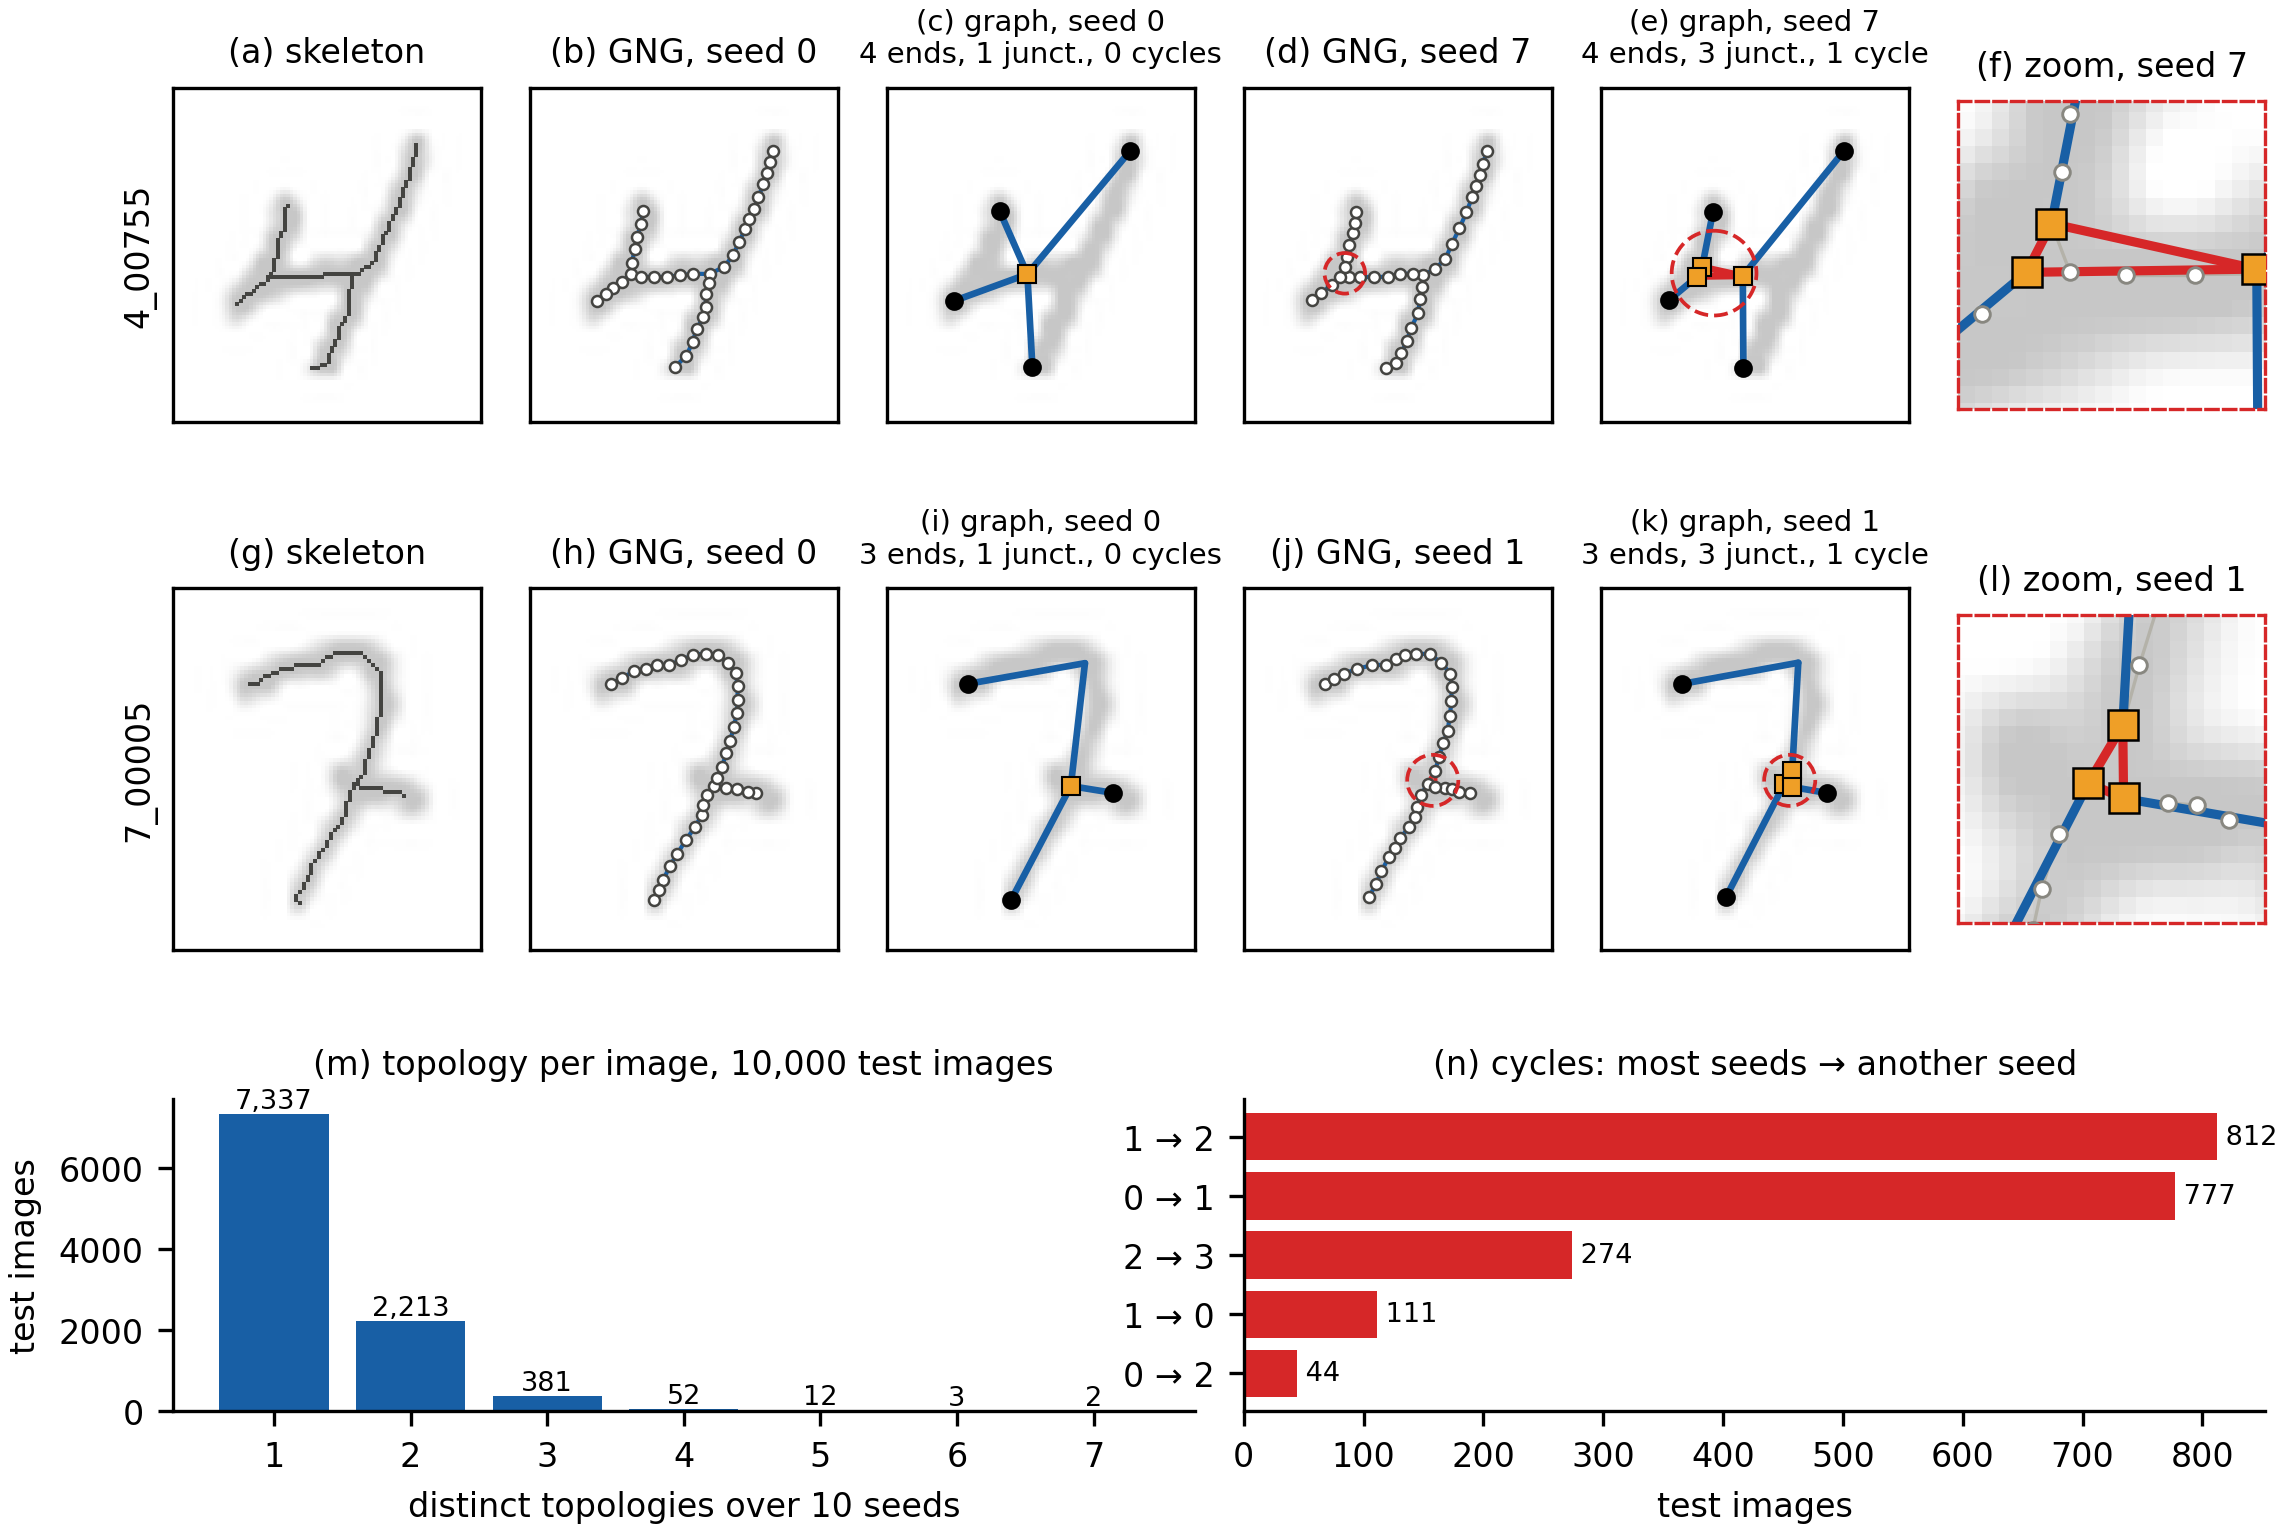 (a) skeleton
(b) GNG, seed 0
(c) graph, seed 0
4 ends, 1 junct., 0 cycles
(d) GNG, seed 7
(e) graph, seed 7
4 ends, 3 junct., 1 cycle
(f) zoom, seed 7
4_00755
(g) skeleton
(h) GNG, seed 0
(i) graph, seed 0
3 ends, 1 junct., 0 cycles
(j) GNG, seed 1
(k) graph, seed 1
3 ends, 3 junct., 1 cycle
(l) zoom, seed 1
7_00005
(m) topology per image, 10,000 test images
test images
6000
4000
2000
0
7,337
2,213
381
52
12
3
2
1 2 3 4 5 6 7
distinct topologies over 10 seeds
(n) cycles: most seeds → another seed
1 → 2
812
0 → 1
777
2 → 3
274
1 → 0
111
0 → 2
44
0 100 200 300 400 500 600 700 800
test images